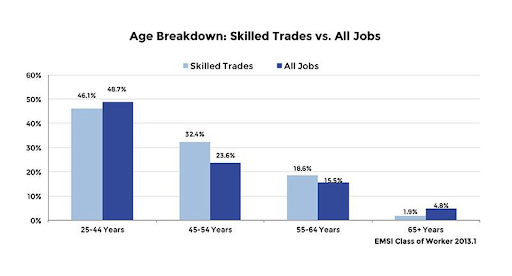 Age Breakdown: Skilled Trades vs. All Jobs
Skilled Trades All Jobs
60%
50%
40%
30%
20%
10%
0%
46.1% 48.7%
32.4% 23.6%
18.6% 15.5%
1.9% 4.8%
25-44 Years 45-54 Years 55-64 Years 65+ Years
EMSI Class of Worker 2013.1